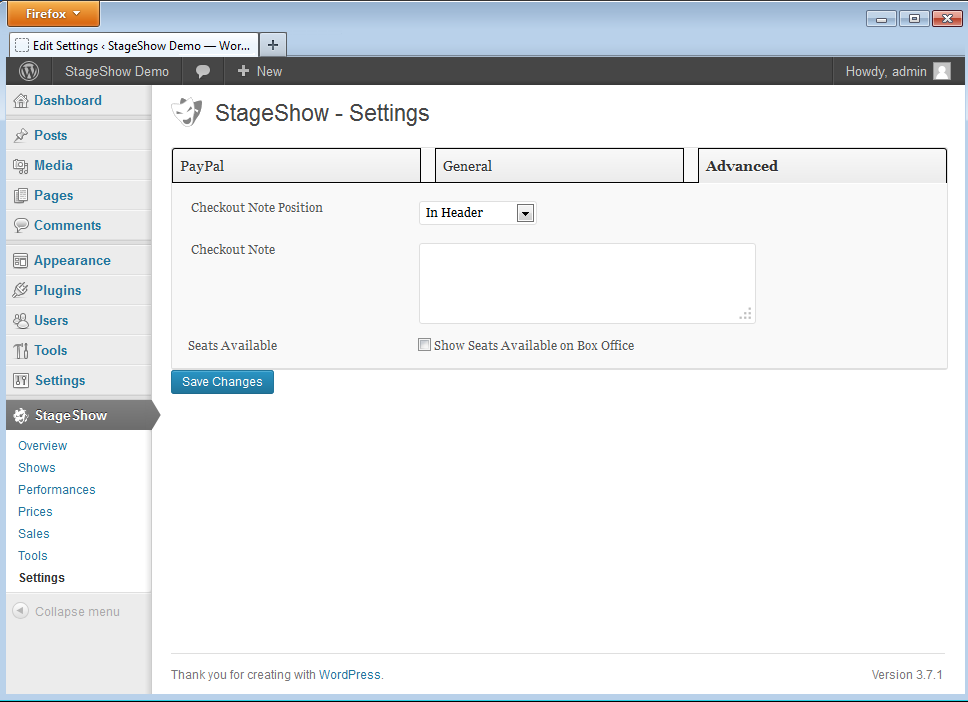 Firefox
Edit Settings ‹ StageShow Demo — Wor...
StageShow Demo
New
Howdy, admin
Dashboard
Posts
Media
Pages
Comments
Appearance
Plugins
Users
Tools
Settings
StageShow
Overview
Shows
Performances
Prices
Sales
Tools
Settings
Collapse menu
StageShow - Settings
PayPal
General
Advanced
Checkout Note Position
In Header
Checkout Note
Seats Available
Show Seats Available on Box Office
Save Changes
Thank you for creating with WordPress.
Version 3.7.1